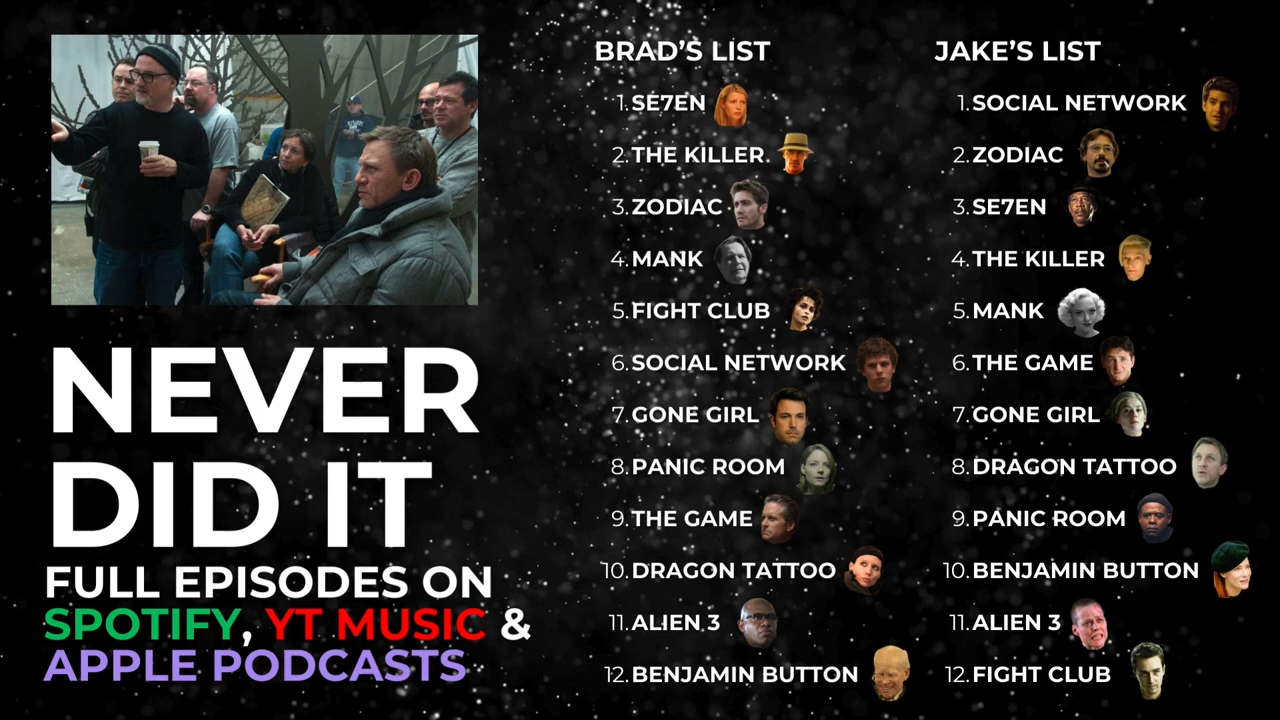 NEVER
DID IT
FULL EPISODES ON
SPOTIFY, YT MUSIC &
APPLE PODCASTS
BRAD'S LIST
1. SE7EN
2. THE KILLER
3. ZODIAC
4. MANK
5. FIGHT CLUB
6. SOCIAL NETWORK
7. GONE GIRL
8. PANIC ROOM
9. THE GAME
10. DRAGON TATTOO
11. ALIEN 3
12. BENJAMIN BUTTON
JAKE'S LIST
1. SOCIAL NETWORK
2. ZODIAC
3. SE7EN
4. THE KILLER
5. MANK
6. THE GAME
7. GONE GIRL
8. DRAGON TATTOO
9. PANIC ROOM
10. BENJAMIN BUTTON
11. ALIEN 3
12. FIGHT CLUB